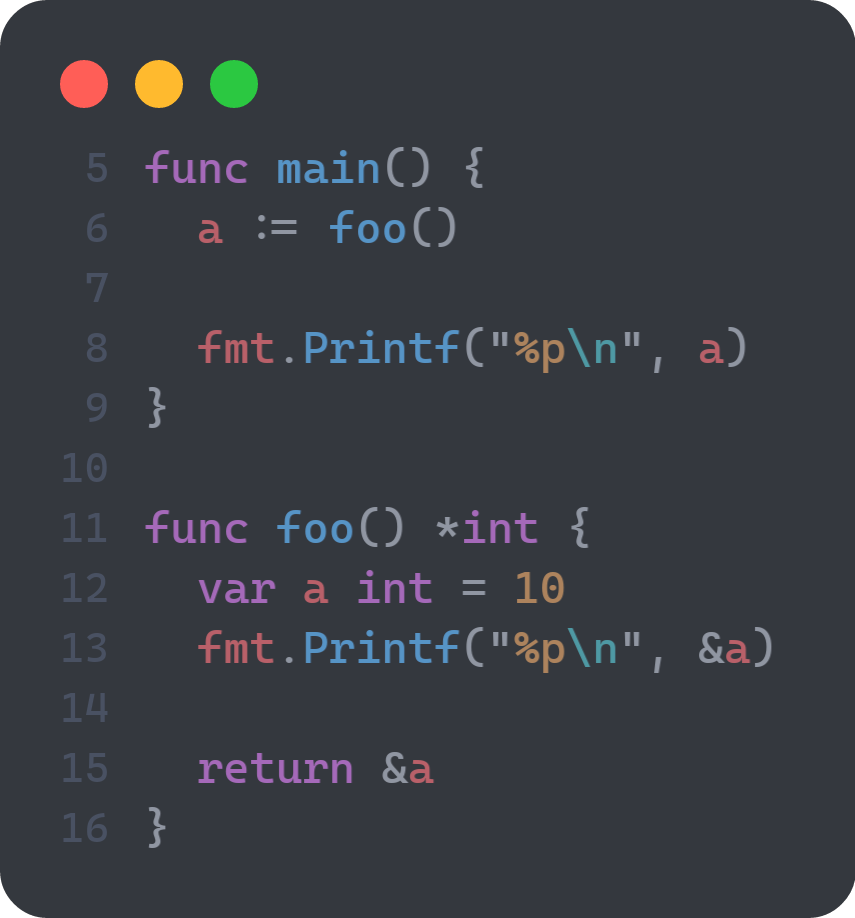 5 func main() {
6   a := foo()
7
8   fmt.Printf("%p\n", a)
9 }
10
11 func foo() *int {
12   var a int = 10
13   fmt.Printf("%p\n", &a)
14
15   return &a
16 }